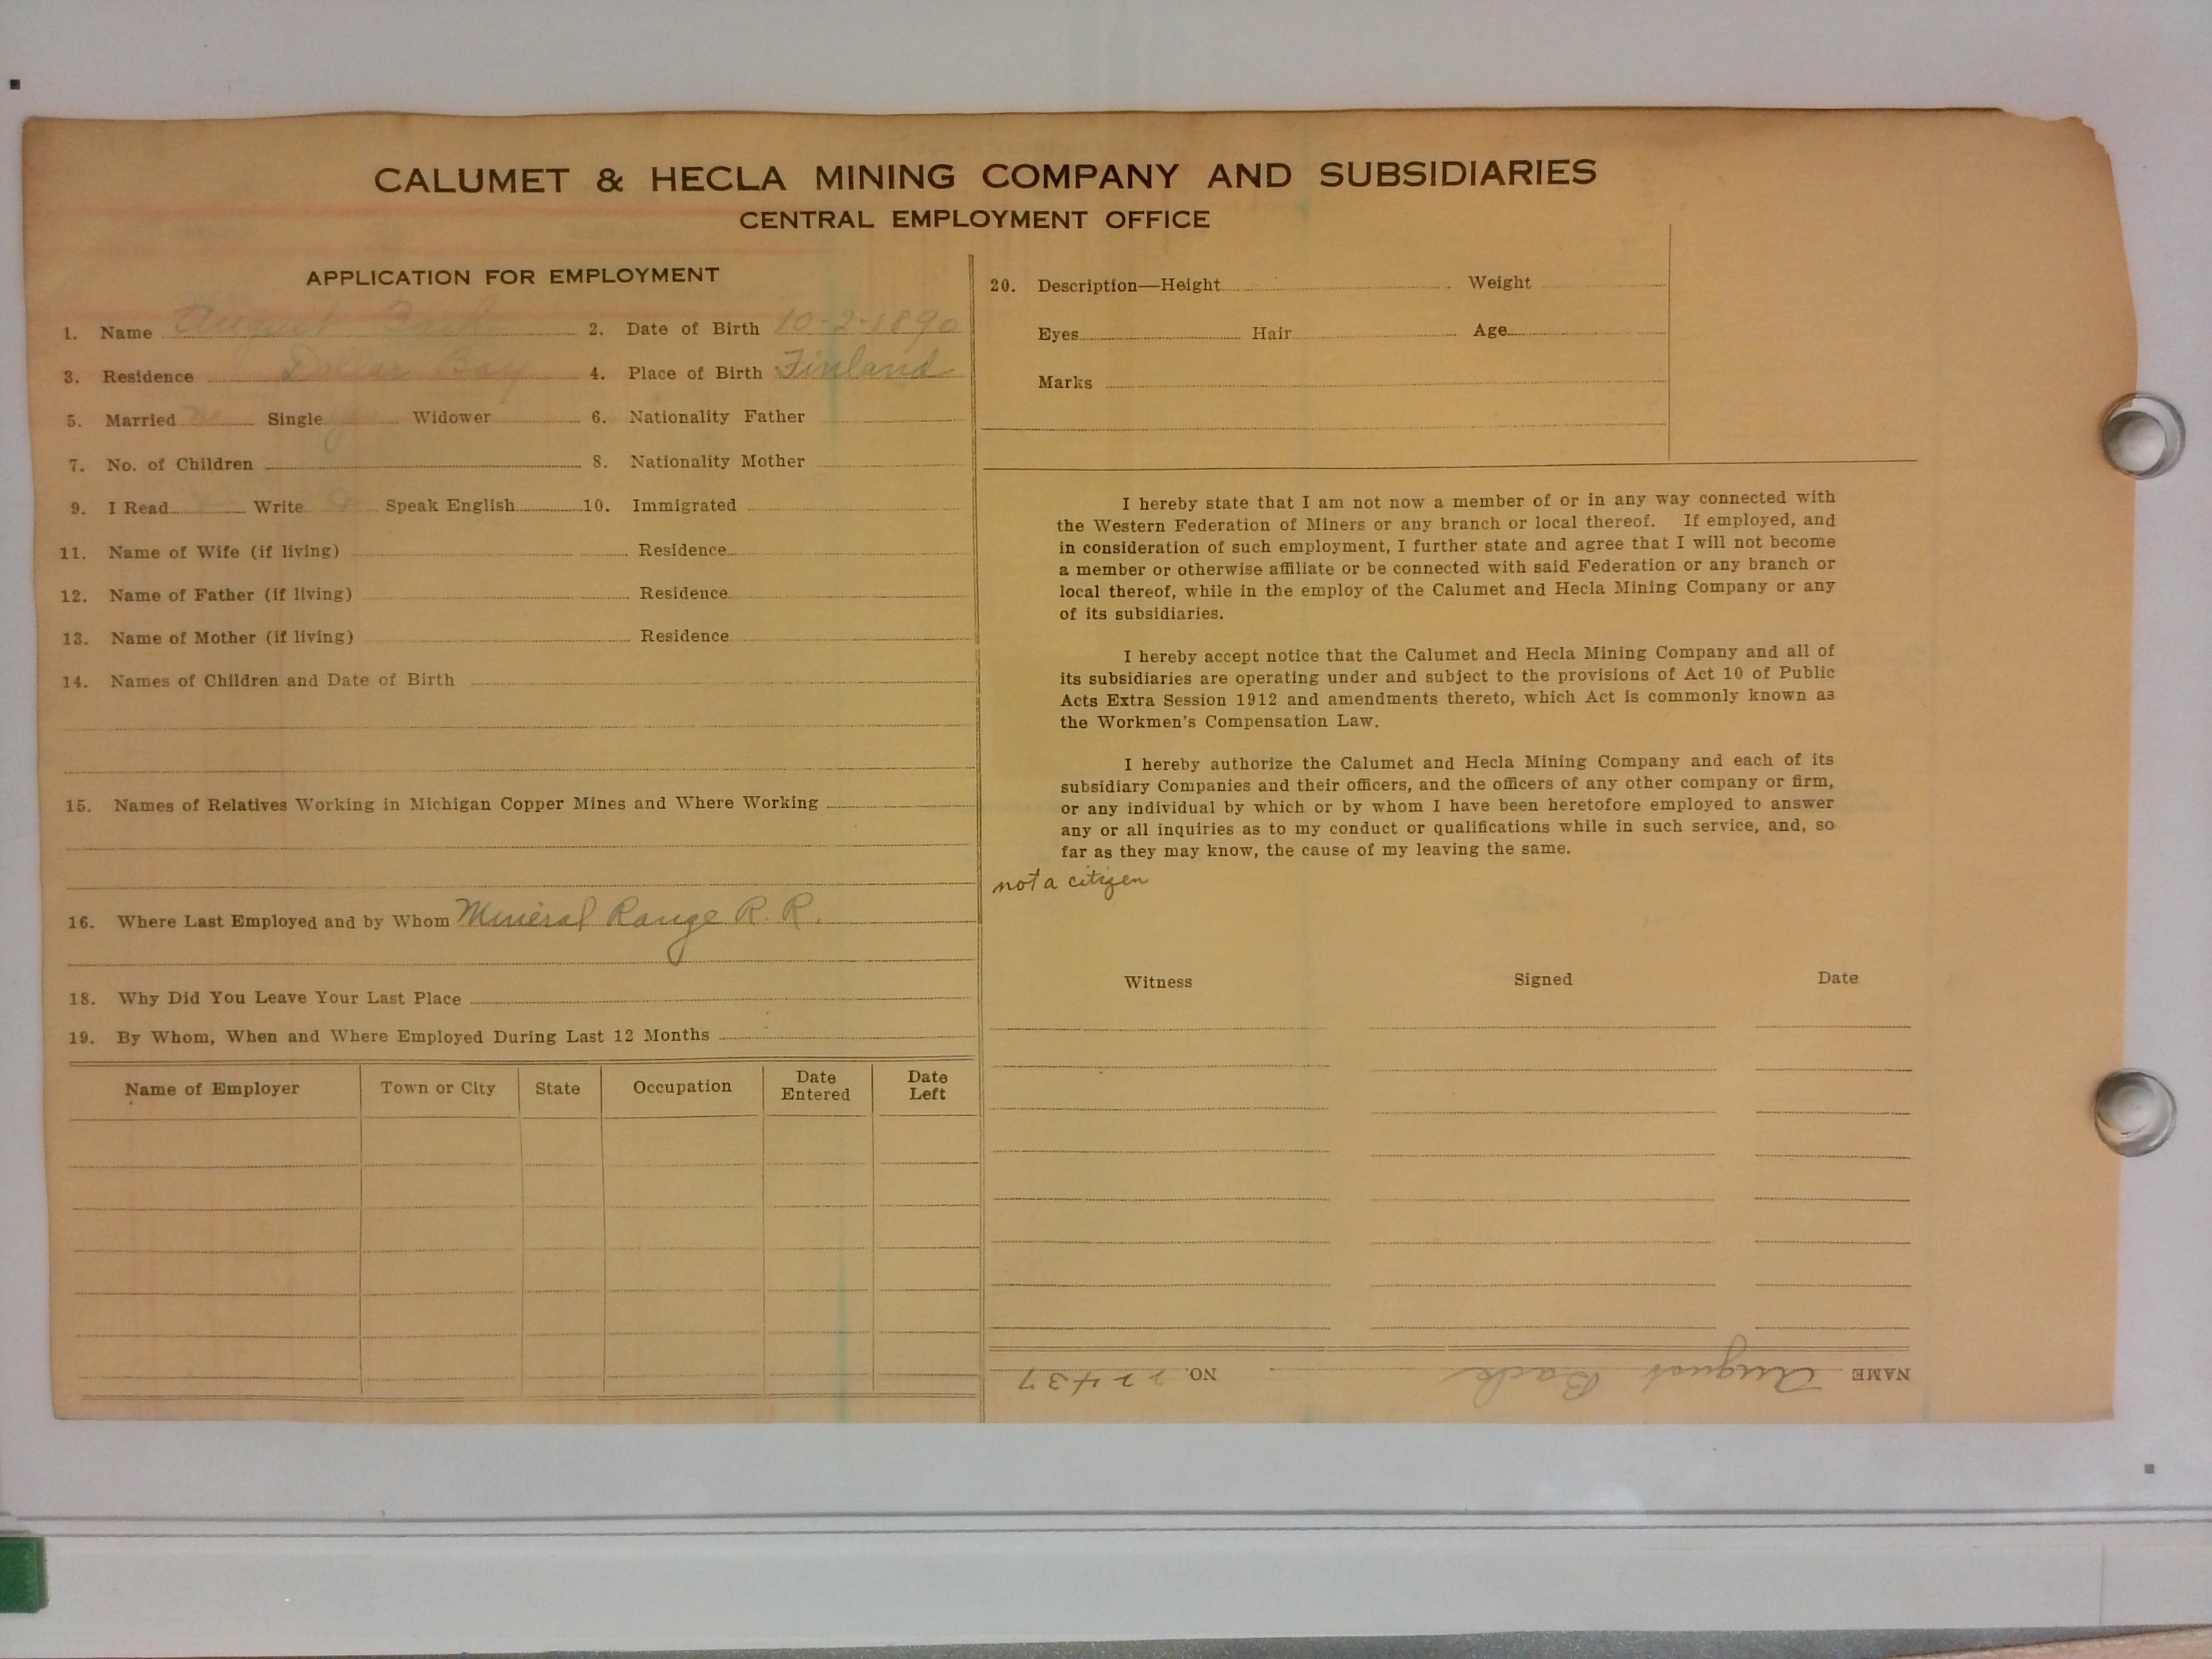 CALUMET & HECLA MINING COMPANY AND SUBSIDIARIES
CENTRAL EMPLOYMENT OFFICE
APPLICATION FOR EMPLOYMENT
1. Name August Back 2. Date of Birth 10-2-1890
3. Residence Dollar Bay 4. Place of Birth Finland
5. Married no Single yes Widower 6. Nationality Father
7. No. of Children 8. Nationality Mother
9. I Read Write Speak English 10. Immigrated
11. Name of Wife (if living) Residence
12. Name of Father (if living) Residence
13. Name of Mother (if living) Residence
14. Names of Children and Date of Birth
15. Names of Relatives Working in Michigan Copper Mines and Where Working
16. Where Last Employed and by Whom Mineral Range R. R.
18. Why Did You Leave Your Last Place
19. By Whom, When and Where Employed During Last 12 Months
Name of Employer Town or City State Occupation Date Entered Date Left
20. Description—Height Weight
Eyes Hair Age
Marks
I hereby state that I am not now a member of or in any way connected with
the Western Federation of Miners or any branch or local thereof. If employed, and
in consideration of such employment, I further state and agree that I will not become
a member or otherwise affiliate or be connected with said Federation or any branch or
local thereof, while in the employ of the Calumet and Hecla Mining Company or any
of its subsidiaries.
I hereby accept notice that the Calumet and Hecla Mining Company and all of
its subsidiaries are operating under and subject to the provisions of Act 10 of Public
Acts Extra Session 1912 and amendments thereto, which Act is commonly known as
the Workmen's Compensation Law.
I hereby authorize the Calumet and Hecla Mining Company and each of its
subsidiary Companies and their officers, and the officers of any other company or firm,
or any individual by which or by whom I have been heretofore employed to answer
any or all inquiries as to my conduct or qualifications while in such service, and, so
far as they may know, the cause of my leaving the same.
not a citizen
Witness Signed Date
NAME August Back NO. 22437